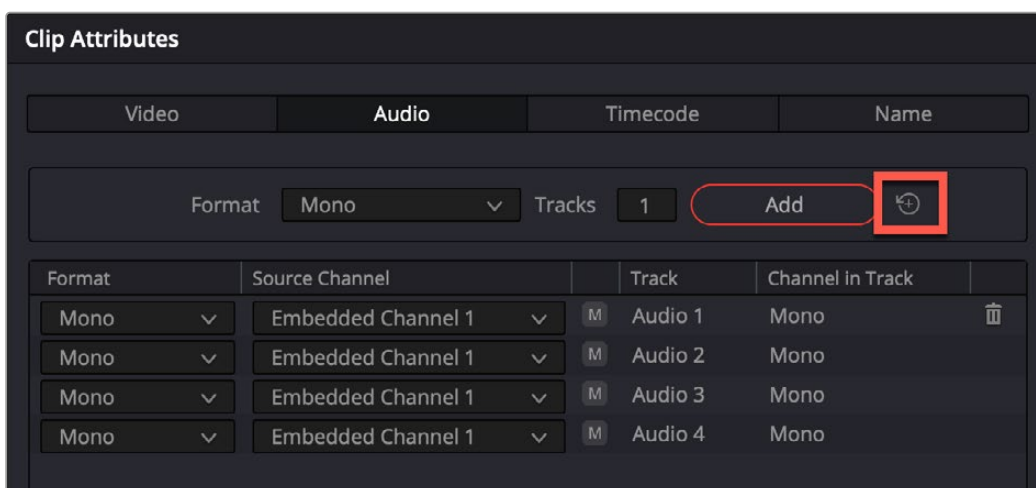 Clip Attributes
Video Audio Timecode Name
Format Mono Tracks 1 Add
Format Source Channel Track Channel in Track
Mono Embedded Channel 1 M Audio 1 Mono
Mono Embedded Channel 1 M Audio 2 Mono
Mono Embedded Channel 1 M Audio 3 Mono
Mono Embedded Channel 1 M Audio 4 Mono